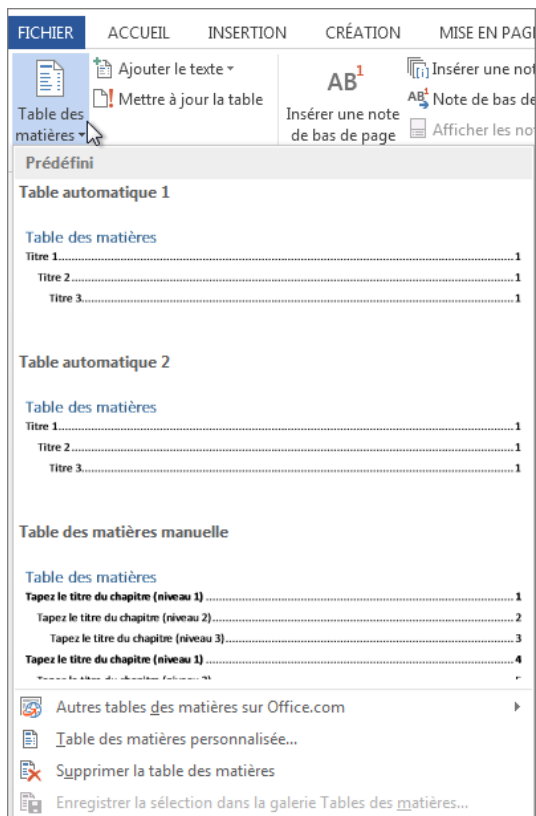 FICHIER ACCUEIL INSERTION CRÉATION MISE EN PAGE
Ajouter le texte
Mettre à jour la table
Table des
matières
AB1
Insérer une note
de bas de page
Insérer une not
AB1 Note de bas de
Afficher les no
Prédéfini
Table automatique 1
Table des matières
Titre 1....................................................1
Titre 2....................................................1
Titre 3....................................................1
Table automatique 2
Table des matières
Titre 1....................................................1
Titre 2....................................................1
Titre 3....................................................1
Table des matières manuelle
Table des matières
Tapez le titre du chapitre (niveau 1)....................................................1
Tapez le titre du chapitre (niveau 2)....................................................2
Tapez le titre du chapitre (niveau 3)....................................................3
Tapez le titre du chapitre (niveau 1)....................................................4
Autres tables des matières sur Office.com
Table des matières personnalisée...
Supprimer la table des matières
Enregistrer la sélection dans la galerie Tables des matières...